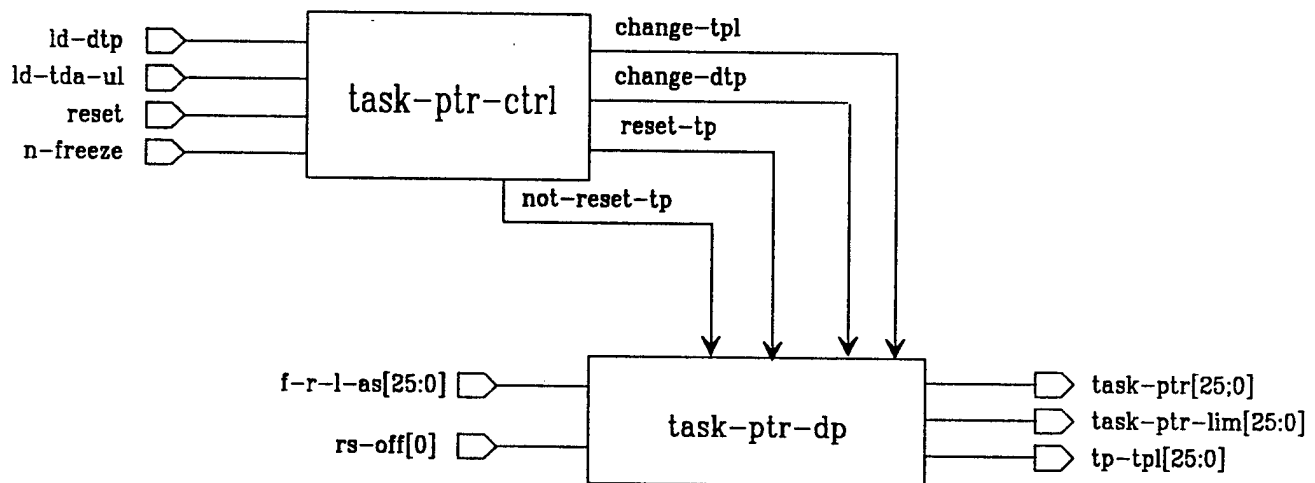 ld-dtp
ld-tda-ul
reset
n-freeze
task-ptr-ctrl
change-tpl
change-dtp
reset-tp
not-reset-tp
f-r-l-as[25:0]
rs-off[0]
task-ptr-dp
task-ptr[25;0]
task-ptr-lim[25:0]
tp-tpl[25:0]